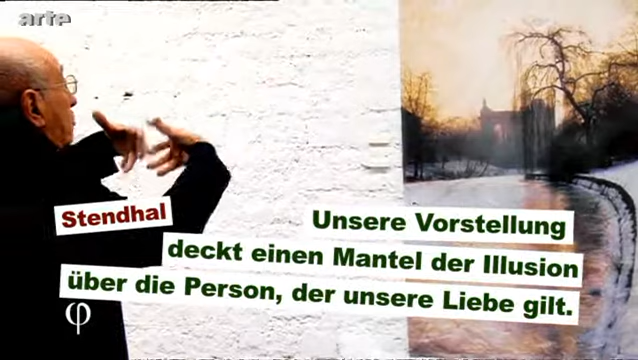 arte
Stendhal
Unsere Vorstellung
deckt einen Mantel der Illusion
über die Person, der unsere Liebe gilt.
φ